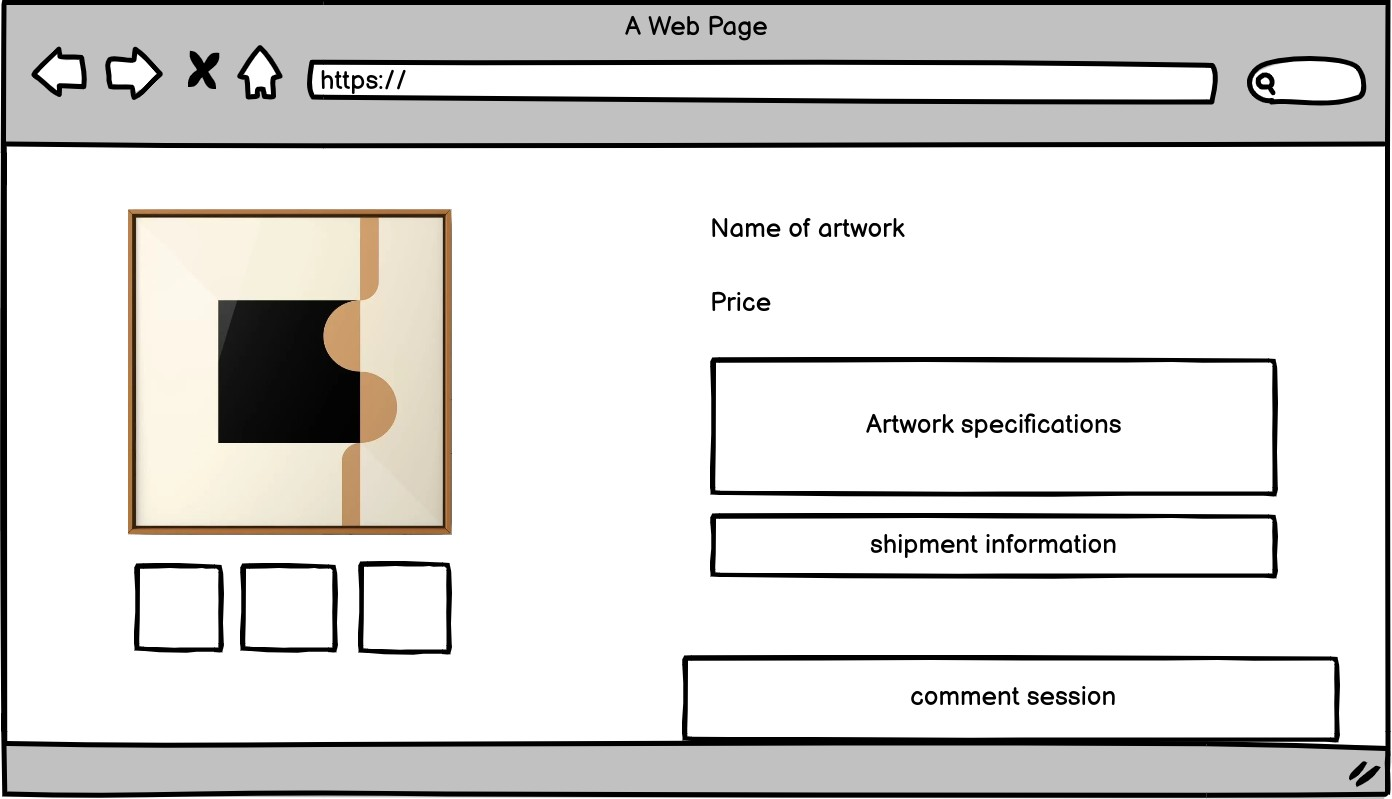 A Web Page
https://
Name of artwork
Price
Artwork specifications
shipment information
comment session